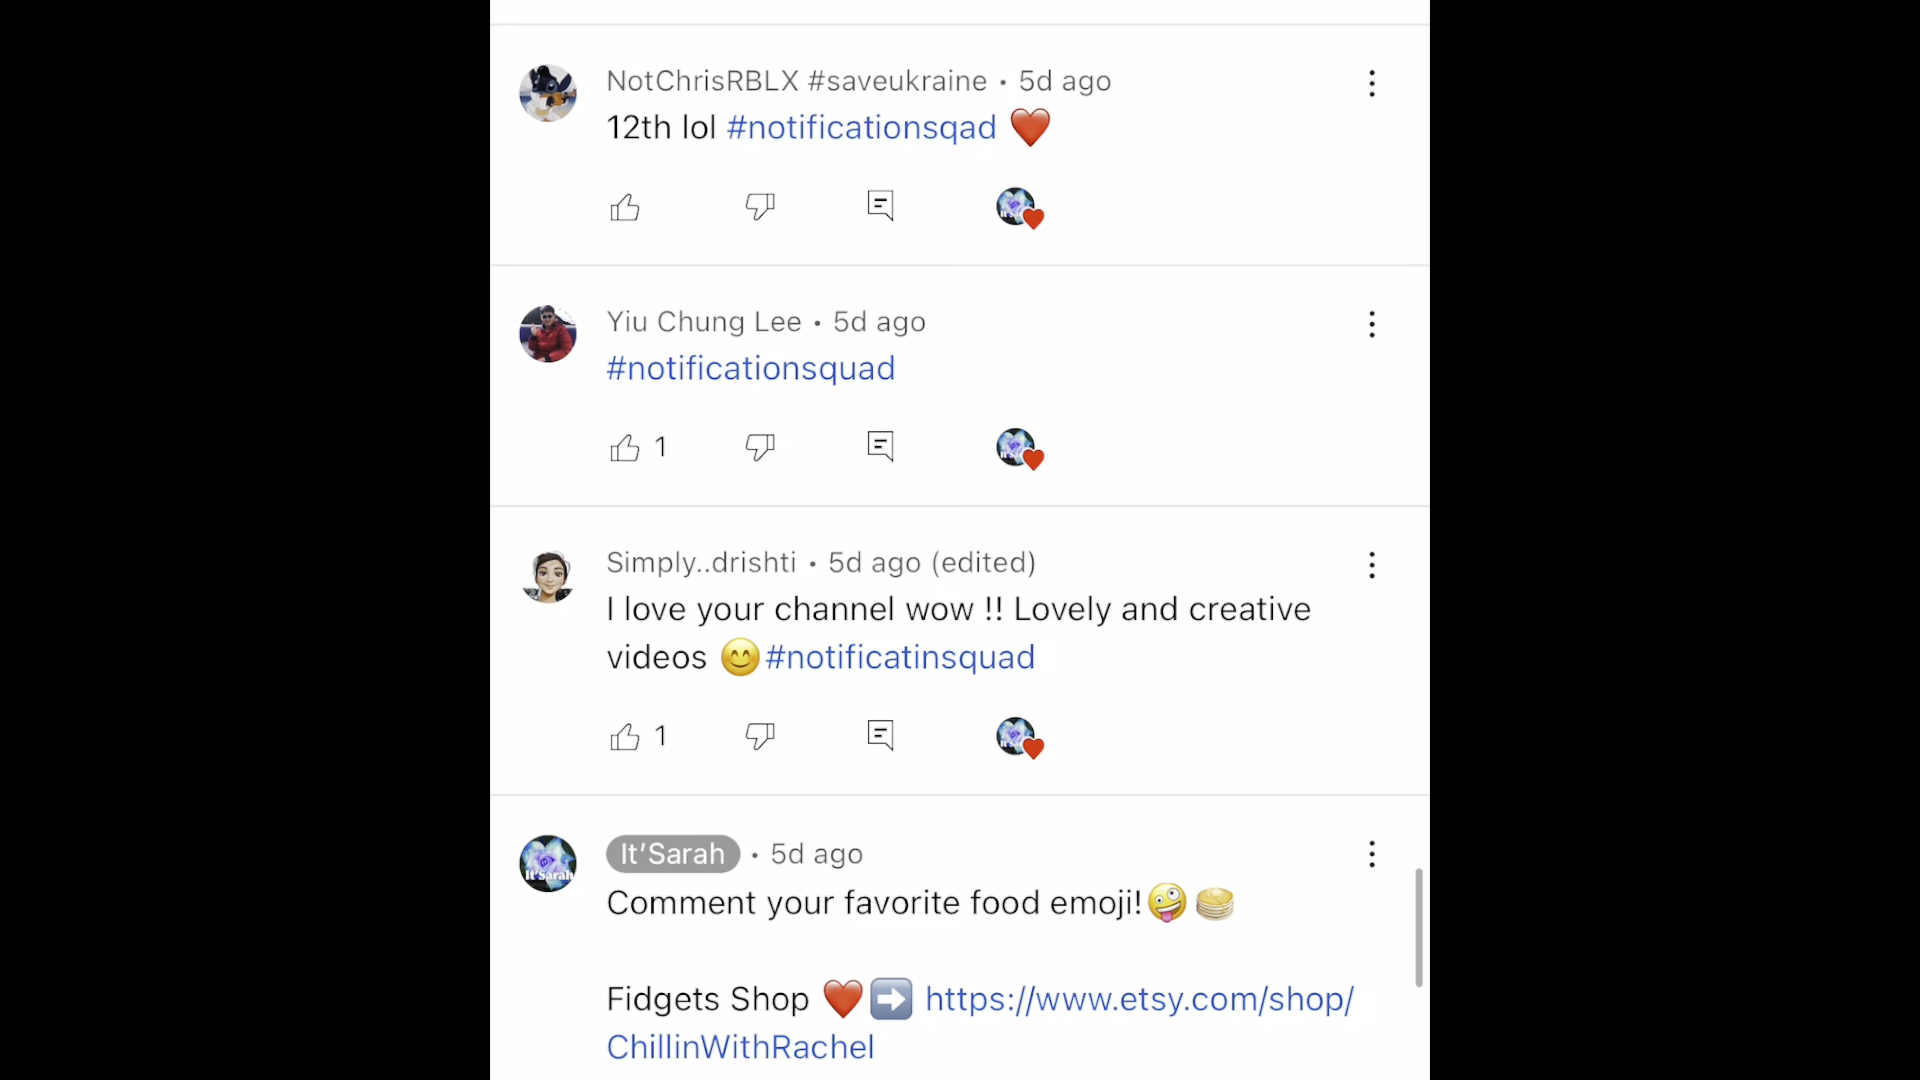 NotChrisRBLX #saveukraine • 5d ago
12th lol #notificationsqad ❤️
Yiu Chung Lee • 5d ago
#notificationsquad
1
Simply..drishti • 5d ago (edited)
I love your channel wow !! Lovely and creative
videos 😊#notificatinsquad
1
It'Sarah • 5d ago
It'Sarah
Comment your favorite food emoji!🤪🥞
Fidgets Shop ❤️➡️ https://www.etsy.com/shop/
ChillinWithRachel